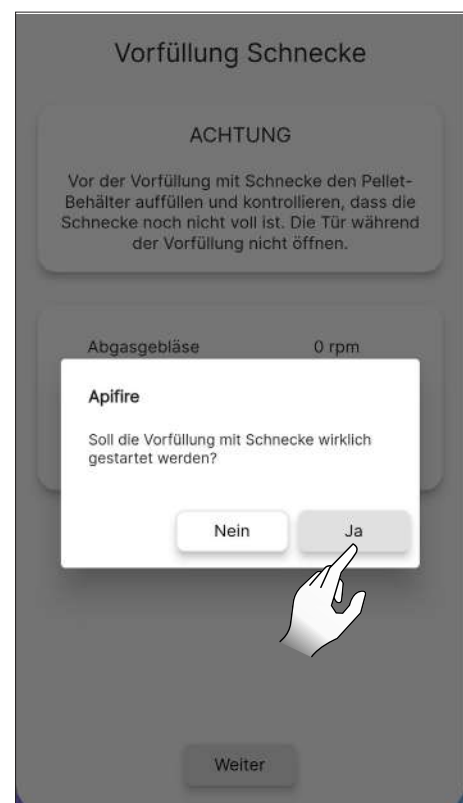 Vorfüllung Schnecke
ACHTUNG
Vor der Vorfüllung mit Schnecke den Pellet-
Behälter auffüllen und kontrollieren, dass die
Schnecke noch nicht voll ist. Die Tür während
der Vorfüllung nicht öffnen.
Abgasgebläse 0 rpm
Apifire
Soll die Vorfüllung mit Schnecke wirklich
gestartet werden?
Nein Ja
Weiter